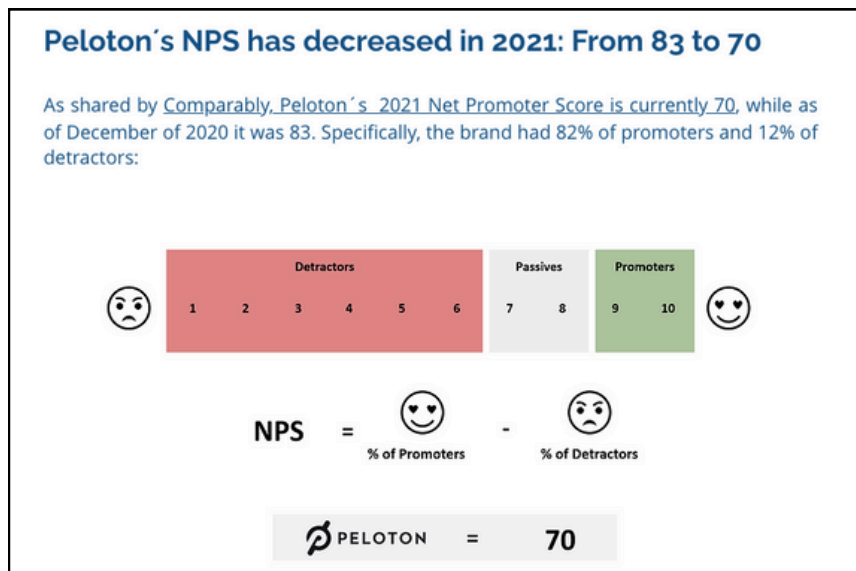 Peloton´s NPS has decreased in 2021: From 83 to 70
As shared by Comparably, Peloton´s 2021 Net Promoter Score is currently 70, while as
of December of 2020 it was 83. Specifically, the brand had 82% of promoters and 12% of
detractors:
Detractors Passives Promoters
1 2 3 4 5 6 7 8 9 10
NPS = -
% of Promoters % of Detractors
PELOTON = 70